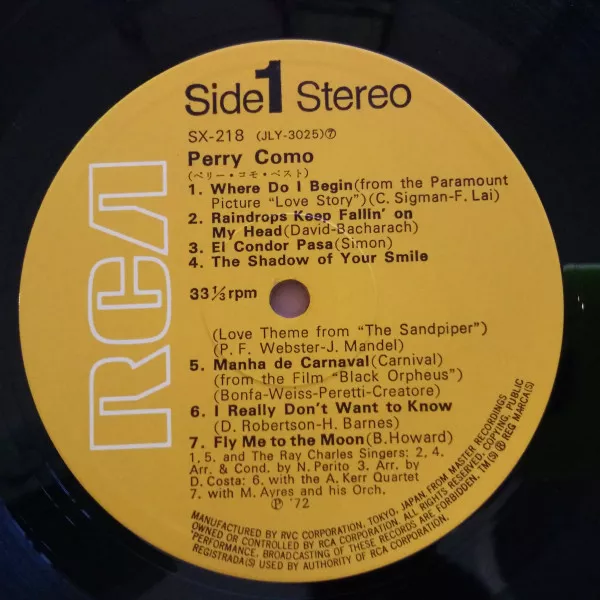 Side 1 Stereo
SX-218 (JLY-3025)⑦
Perry Como
(ペリー・コモ・ベスト)
1. Where Do I Begin(from the Paramount
Picture "Love Story")(C. Sigman-F. Lai)
2. Raindrops Keep Fallin' on
My Head(David-Bacharach)
3. El Condor Pasa(Simon)
4. The Shadow of Your Smile
33 1/3 rpm
(Love Theme from "The Sandpiper")
(P. F. Webster-J. Mandel)
5. Manha de Carnaval(Carnival)
(from the Film "Black Orpheus")
(Bonfa-Weiss-Peretti-Creatore)
6. I Really Don't Want to Know
(D. Robertson-H. Barnes)
7. Fly Me to the Moon(B. Howard)
1, 5. and The Ray Charles Singers: 2, 4.
Arr. & Cond. by N. Perito 3. Arr. by
D. Costa: 6. with the A. Kerr Quartet
7. with M. Ayres and his Orch.
Ⓟ '72
RCA
MANUFACTURED BY RVC CORPORATION, TOKYO, JAPAN. FROM MASTER RECORDINGS
OWNED OR CONTROLLED BY RCA CORPORATION. ALL RIGHTS RESERVED. COPYING, PUBLIC
PERFORMANCE, BROADCASTING OF THESE RECORDS ARE FORBIDDEN. TM(S) ® REG MARCA(S)
REGISTRADA(S) USED BY AUTHORITY OF RCA CORPORATION.